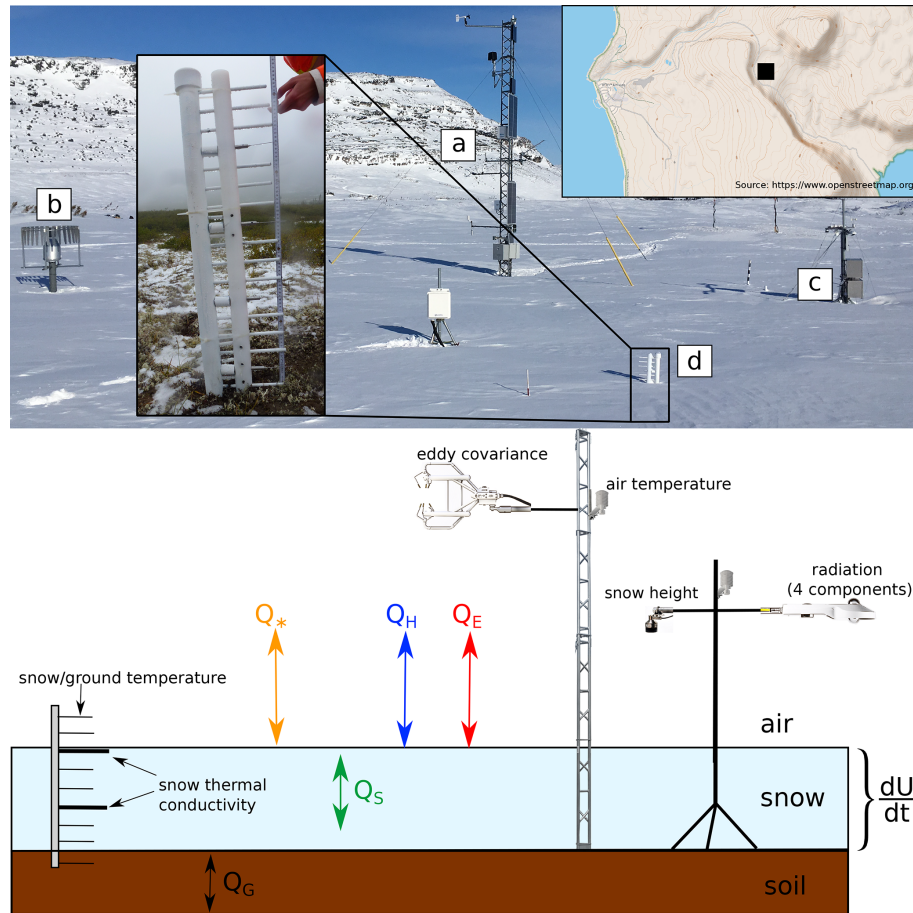 a
Source: https://www.openstreetmap.org
b
c
d
eddy covariance
air temperature
radiation
(4 components)
snow height
Q*
QH
QE
snow/ground temperature
air
snow thermal
conductivity
QS
snow
dU
dt
QG
soil